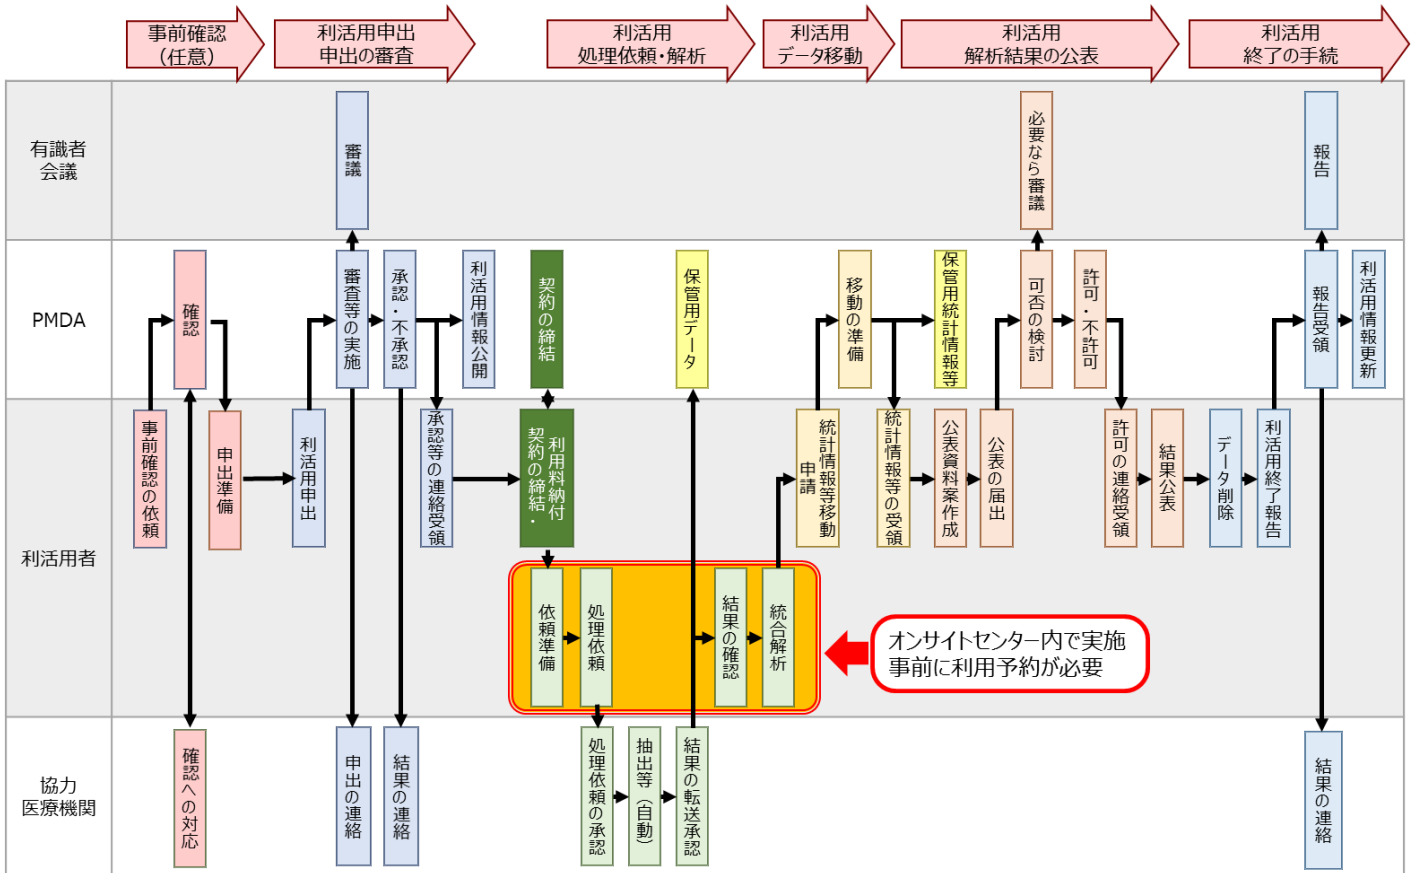 事前確認
（任意）
利活用申出
申出の審査
利活用
処理依頼・解析
利活用
データ移動
利活用
解析結果の公表
利活用
終了の手続
有識者
会議
審議
必要なら審議
報告
PMDA
確認
審査等の実施
承認・不承認
利活用情報公開
契約の締結
保管用データ
移動の準備
保管用統計情報等
可否の検討
許可・不許可
報告受領
利活用情報更新
利活用者
事前確認の依頼
申出準備
利活用申出
承認等の連絡受領
契約の締結・
利用料納付
統計情報等移動
申請
統計情報等の受領
公表資料案作成
公表の届出
許可の連絡受領
結果公表
データ削除
利活用終了報告
依頼準備
処理依頼
結果の確認
統合解析
オンサイトセンター内で実施
事前に利用予約が必要
協力
医療機関
確認への対応
申出の連絡
結果の連絡
処理依頼の承認
抽出等（自動）
結果の転送承認
結果の連絡